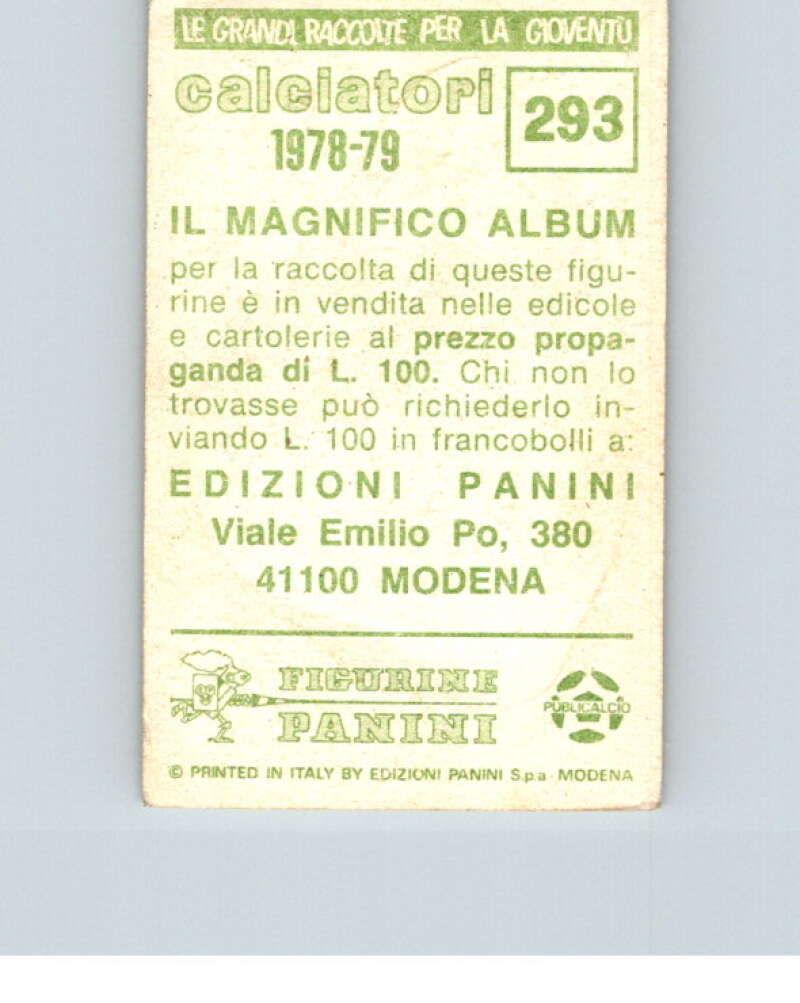 LE GRANDI RACCOLTE PER LA GIOVENTÙ
calciatori
1978-79
293
IL MAGNIFICO ALBUM
per la raccolta di queste figu-
rine è in vendita nelle edicole
e cartolerie al prezzo propa-
ganda di L. 100. Chi non lo
trovasse può richiederlo in-
viando L. 100 in francobolli a:
EDIZIONI PANINI
Viale Emilio Po, 380
41100 MODENA
FIGURINE
PANINI
PUBLICALCIO
© PRINTED IN ITALY BY EDIZIONI PANINI S.p.a. MODENA